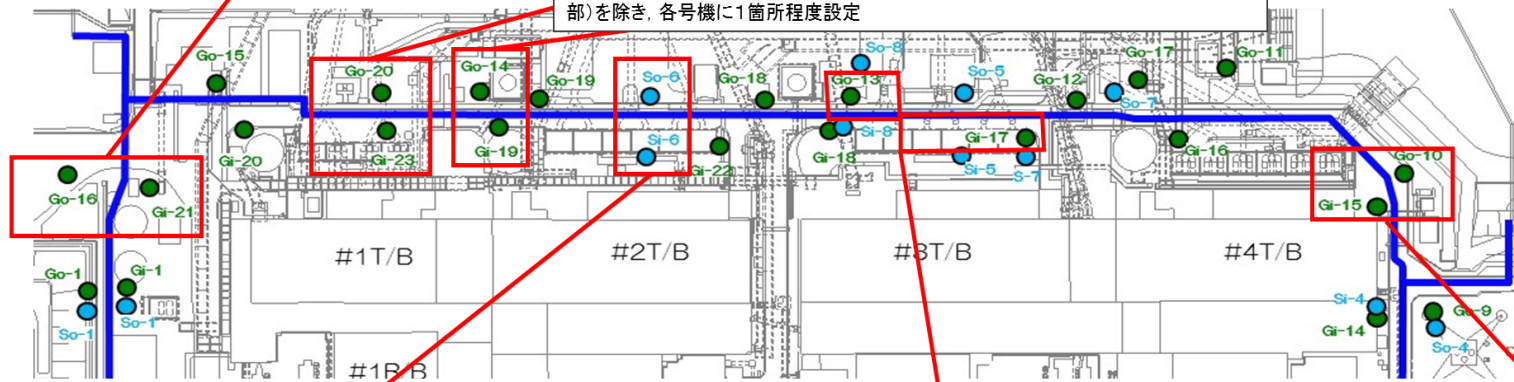 部)を除き, 各号機に1箇所程度設定
Go-15
Go-20
Go-14
Go-19
So-6
Go-18
So-8
Go-13
So-5
Go-12
Go-17
So-7
Go-11
Gi-20
Gi-23
Gi-19
Si-6
Gi-22
Gi-18
Si-8
Gi-17
Si-5
S-7
Gi-16
Go-10
Gi-15
Go-16
Gi-21
#1T/B
#2T/B
#3T/B
#4T/B
Go-1
Gi-1
So-1
So-1
Si-4
Gi-14
Go-9
So-4
#1R/B